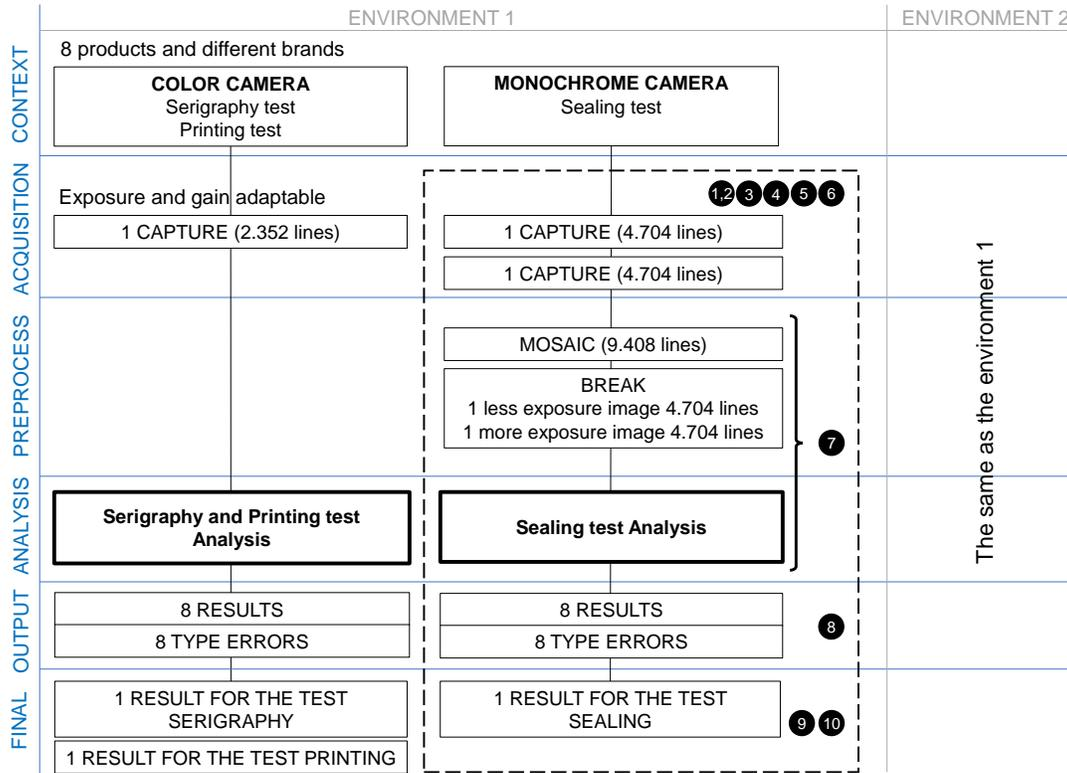 ENVIRONMENT 1
ENVIRONMENT 2
CONTEXT
8 products and different brands
COLOR CAMERA
Serigraphy test
Printing test
MONOCHROME CAMERA
Sealing test
ACQUISITION
Exposure and gain adaptable
1 CAPTURE (2.352 lines)
1,2 3 4 5 6
1 CAPTURE (4.704 lines)
1 CAPTURE (4.704 lines)
PREPROCESS
MOSAIC (9.408 lines)
BREAK
1 less exposure image 4.704 lines
1 more exposure image 4.704 lines
7
The same as the environment 1
ANALYSIS
Serigraphy and Printing test
Analysis
Sealing test Analysis
OUTPUT
8 RESULTS
8 TYPE ERRORS
8 RESULTS
8 TYPE ERRORS
8
FINAL
1 RESULT FOR THE TEST
SERIGRAPHY
1 RESULT FOR THE TEST PRINTING
1 RESULT FOR THE TEST
SEALING
9 10